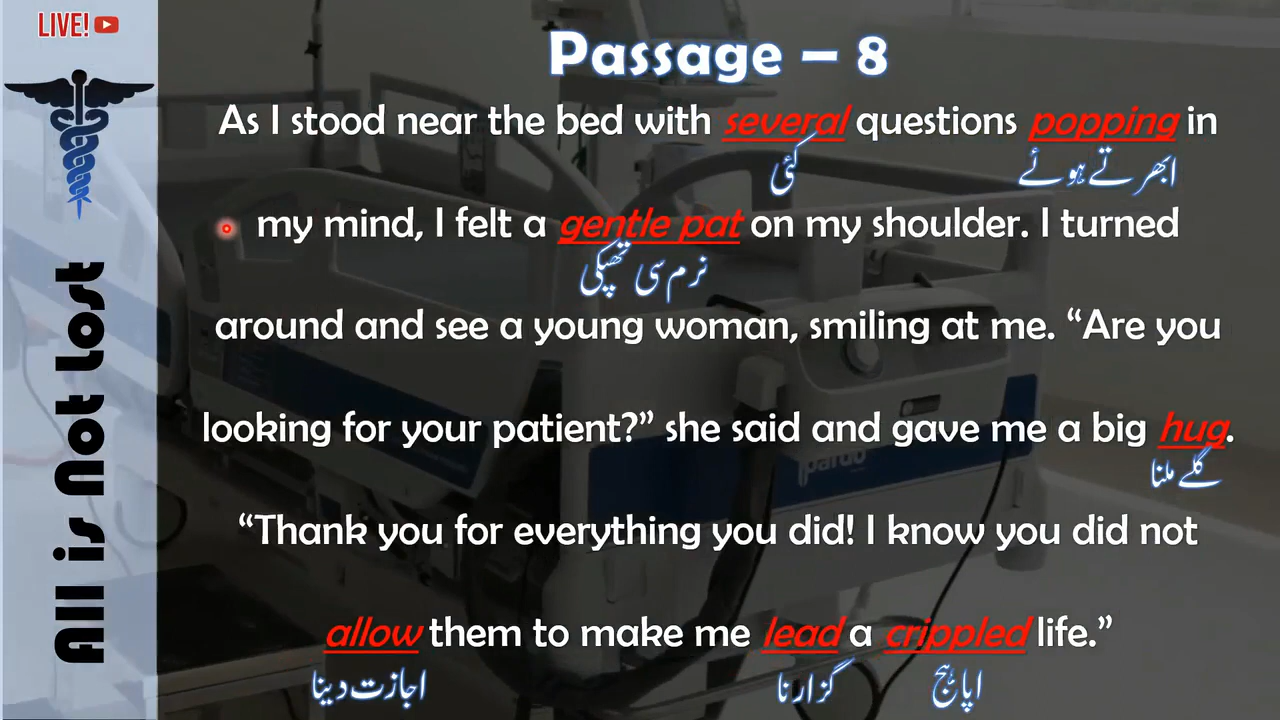 LIVE!
All is Not Lost
Passage – 8
As I stood near the bed with several questions popping in
کئی ابھرتے ہوئے
my mind, I felt a gentle pat on my shoulder. I turned
نرم سی تھپکی
around and see a young woman, smiling at me. “Are you
looking for your patient?” she said and gave me a big hug.
گلے ملنا
“Thank you for everything you did! I know you did not
allow them to make me lead a crippled life.”
اجازت دینا گزارنا اپاہج